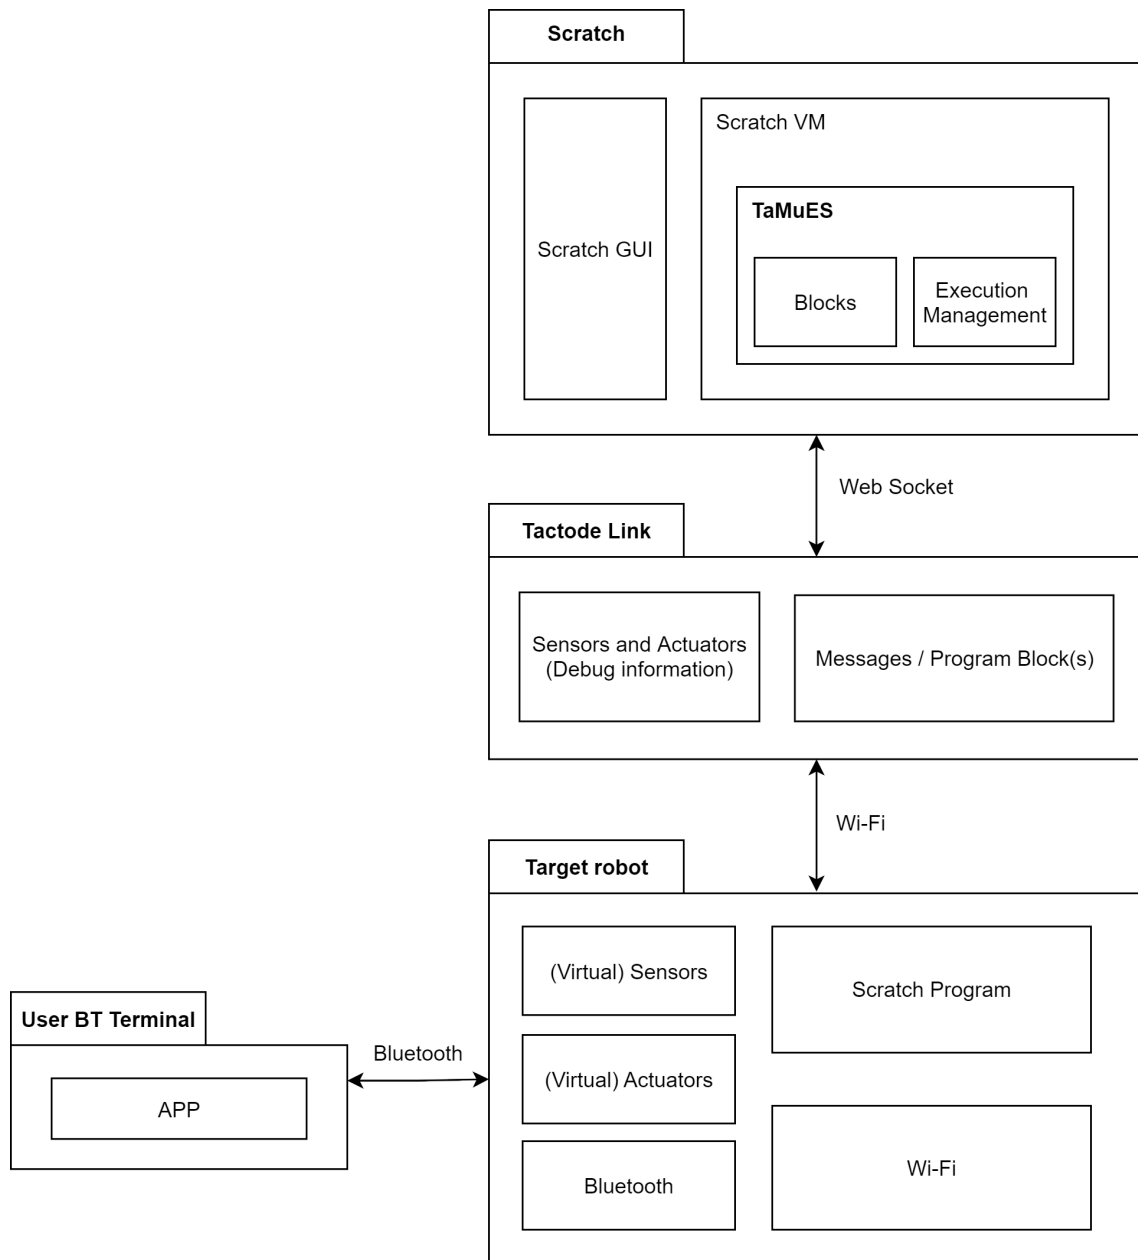 Scratch
Scratch GUI
Scratch VM
TaMuES
Blocks
Execution
Management
Web Socket
Tactode Link
Sensors and Actuators
(Debug information)
Messages / Program Block(s)
Wi-Fi
Target robot
(Virtual) Sensors
Scratch Program
(Virtual) Actuators
Bluetooth
Wi-Fi
User BT Terminal
Bluetooth
APP